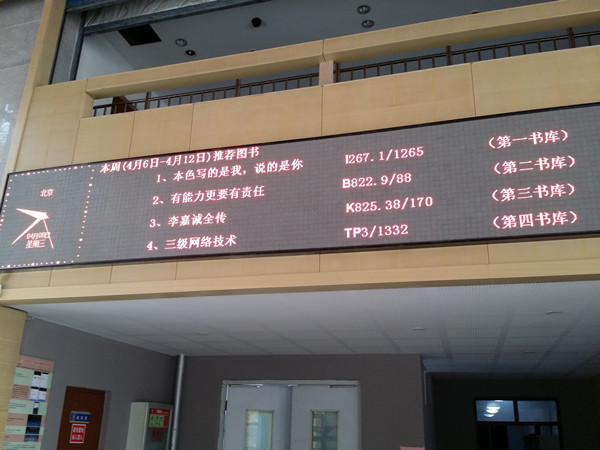 本周(4月6日-4月12日)推荐图书
1、本色写的是我，说的是你 I267.1/1265 (第一书库)
2、有能力更要有责任 B822.9/88 (第二书库)
3、李嘉诚全传 K825.38/170 (第三书库)
4、三级网络技术 TP3/1332 (第四书库)
北京
星期三